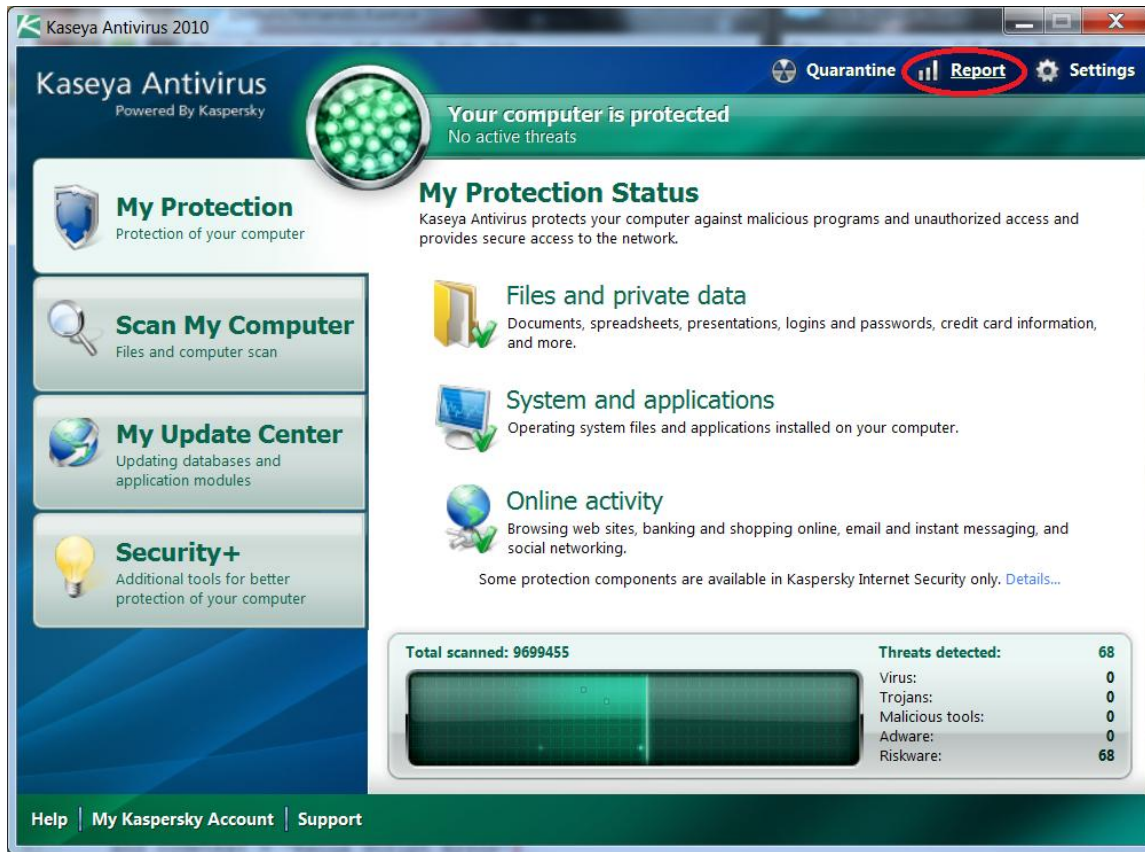 Kaseya Antivirus 2010
Kaseya Antivirus
Powered By Kaspersky
Quarantine
Report
Settings
Your computer is protected
No active threats
My Protection
Protection of your computer
Scan My Computer
Files and computer scan
My Update Center
Updating databases and
application modules
Security+
Additional tools for better
protection of your computer
My Protection Status
Kaseya Antivirus protects your computer against malicious programs and unauthorized access and
provides secure access to the network.
Files and private data
Documents, spreadsheets, presentations, logins and passwords, credit card information,
and more.
System and applications
Operating system files and applications installed on your computer.
Online activity
Browsing web sites, banking and shopping online, email and instant messaging, and
social networking.
Some protection components are available in Kaspersky Internet Security only. Details...
Total scanned: 9699455
Threats detected: 68
Virus: 0
Trojans: 0
Malicious tools: 0
Adware: 0
Riskware: 68
Help | My Kaspersky Account | Support